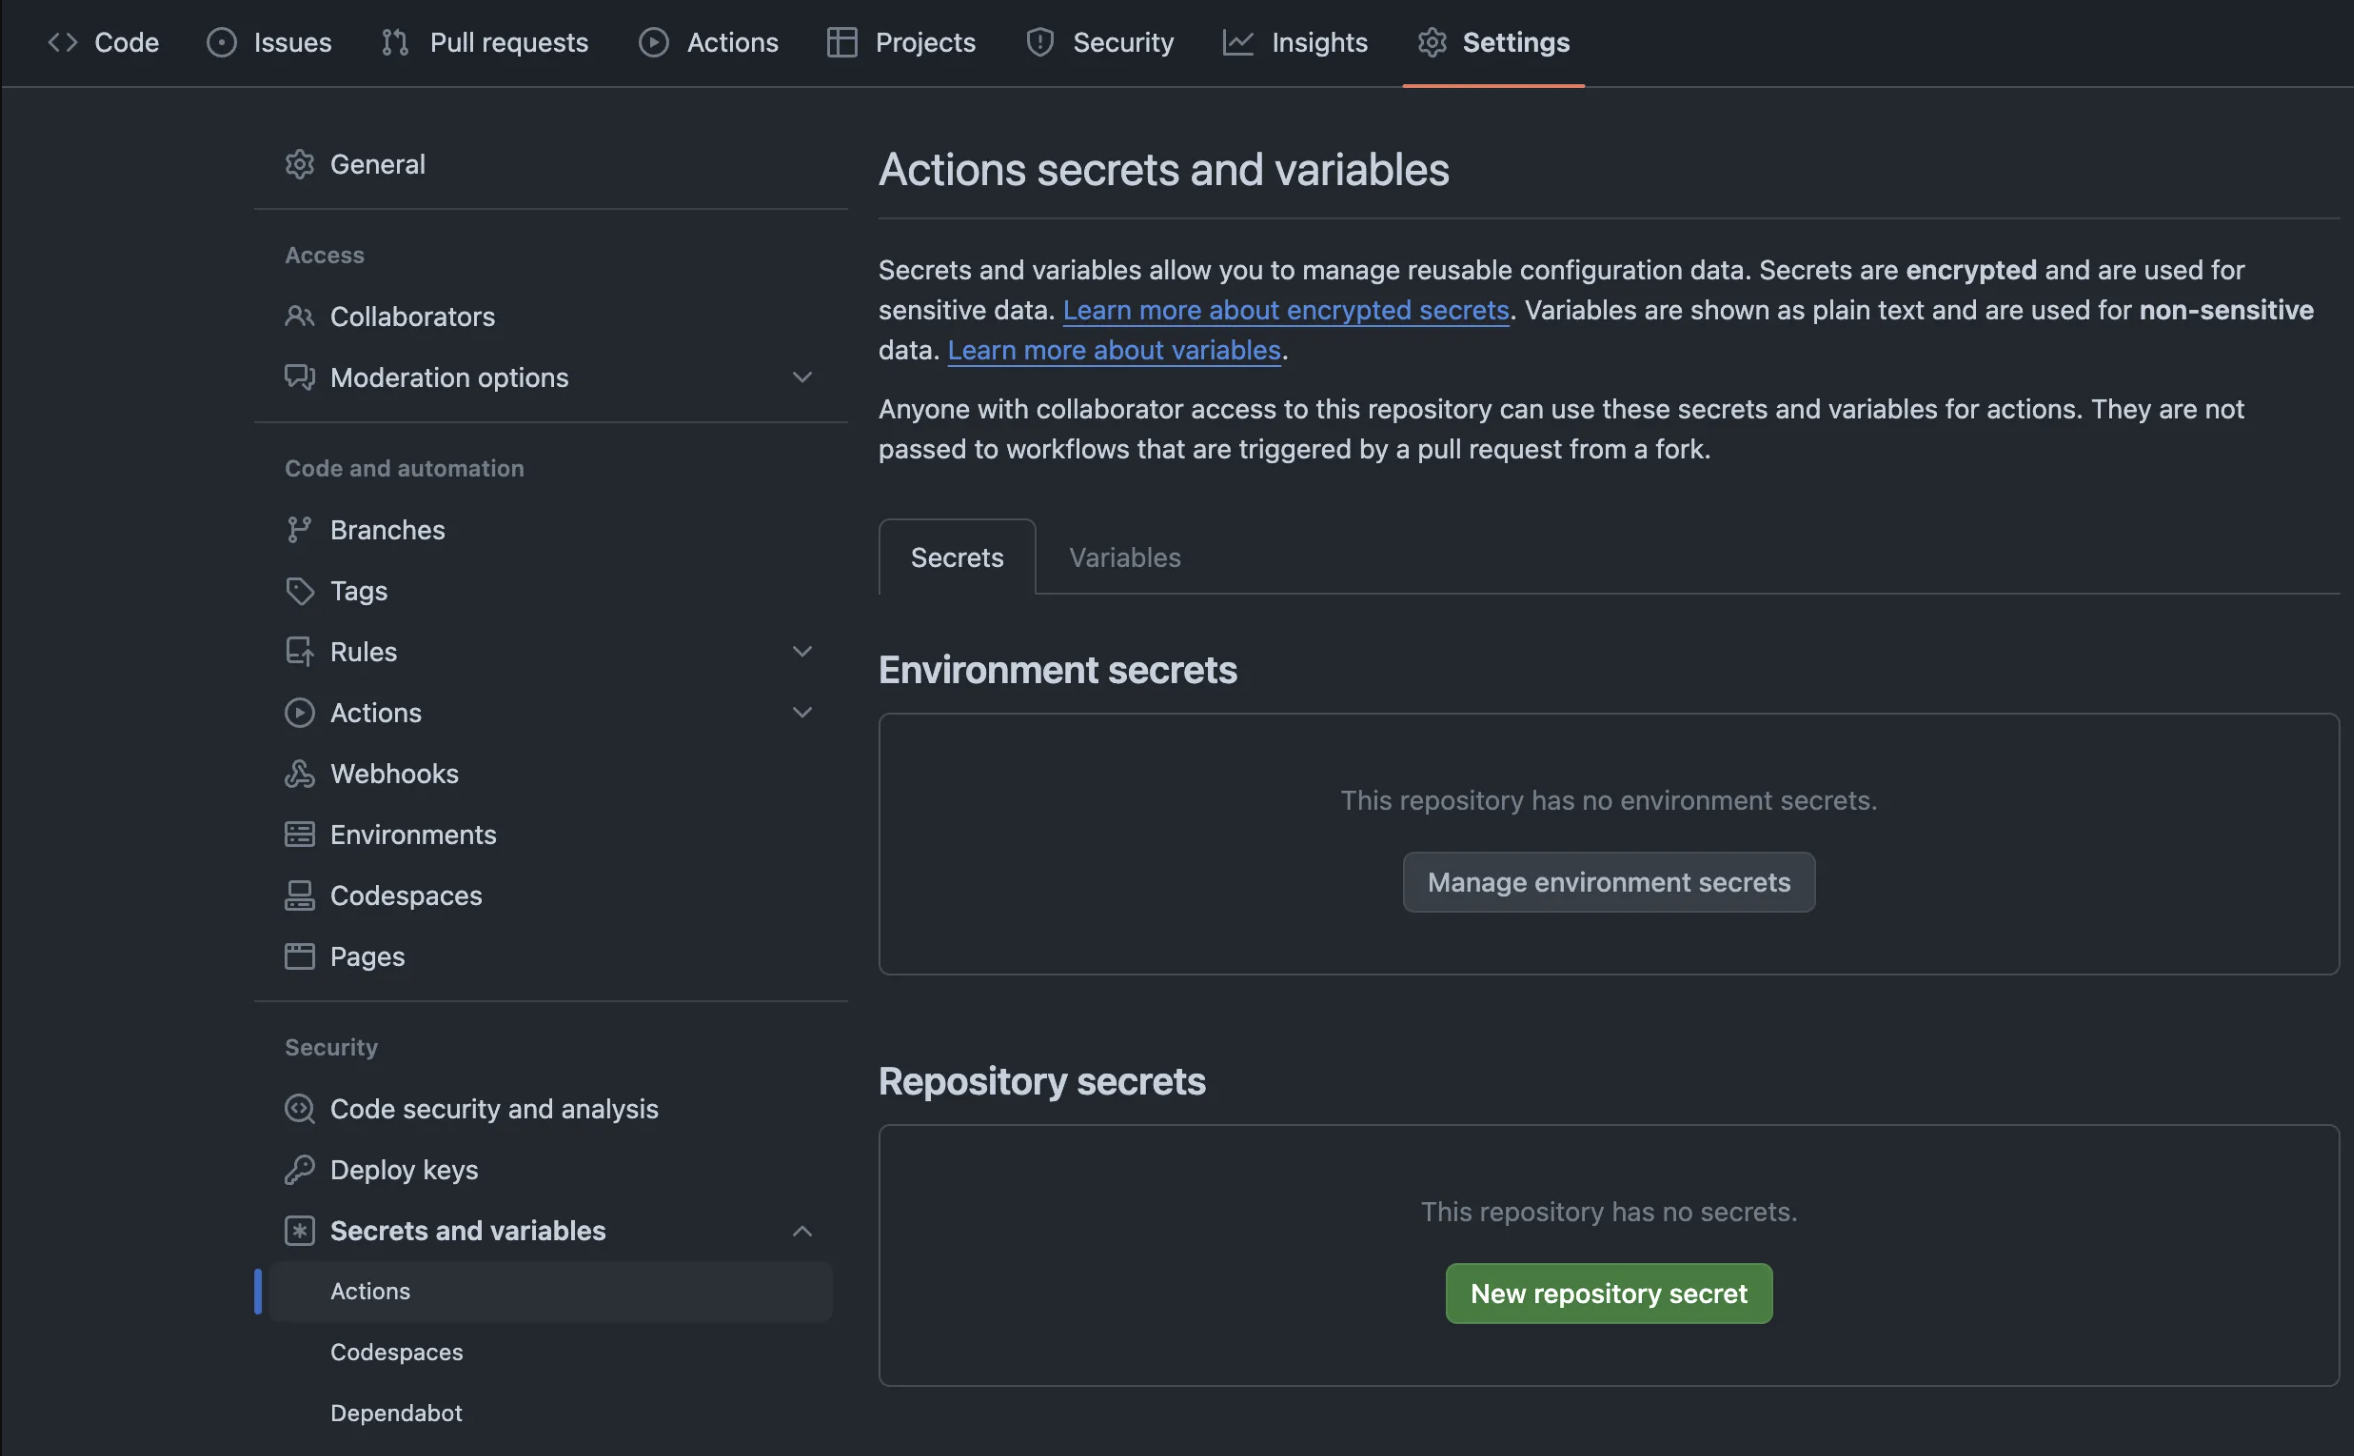 Code
Issues
Pull requests
Actions
Projects
Security
Insights
Settings
General
Access
Collaborators
Moderation options
Code and automation
Branches
Tags
Rules
Actions
Webhooks
Environments
Codespaces
Pages
Security
Code security and analysis
Deploy keys
Secrets and variables
Actions
Codespaces
Dependabot
Actions secrets and variables
Secrets and variables allow you to manage reusable configuration data. Secrets are encrypted and are used for
sensitive data. Learn more about encrypted secrets. Variables are shown as plain text and are used for non-sensitive
data. Learn more about variables.
Anyone with collaborator access to this repository can use these secrets and variables for actions. They are not
passed to workflows that are triggered by a pull request from a fork.
Secrets
Variables
Environment secrets
This repository has no environment secrets.
Manage environment secrets
Repository secrets
This repository has no secrets.
New repository secret